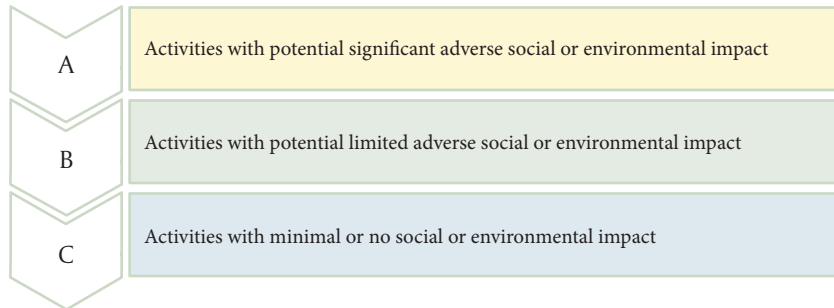 A
Activities with potential significant adverse social or environmental impact
B
Activities with potential limited adverse social or environmental impact
C
Activities with minimal or no social or environmental impact